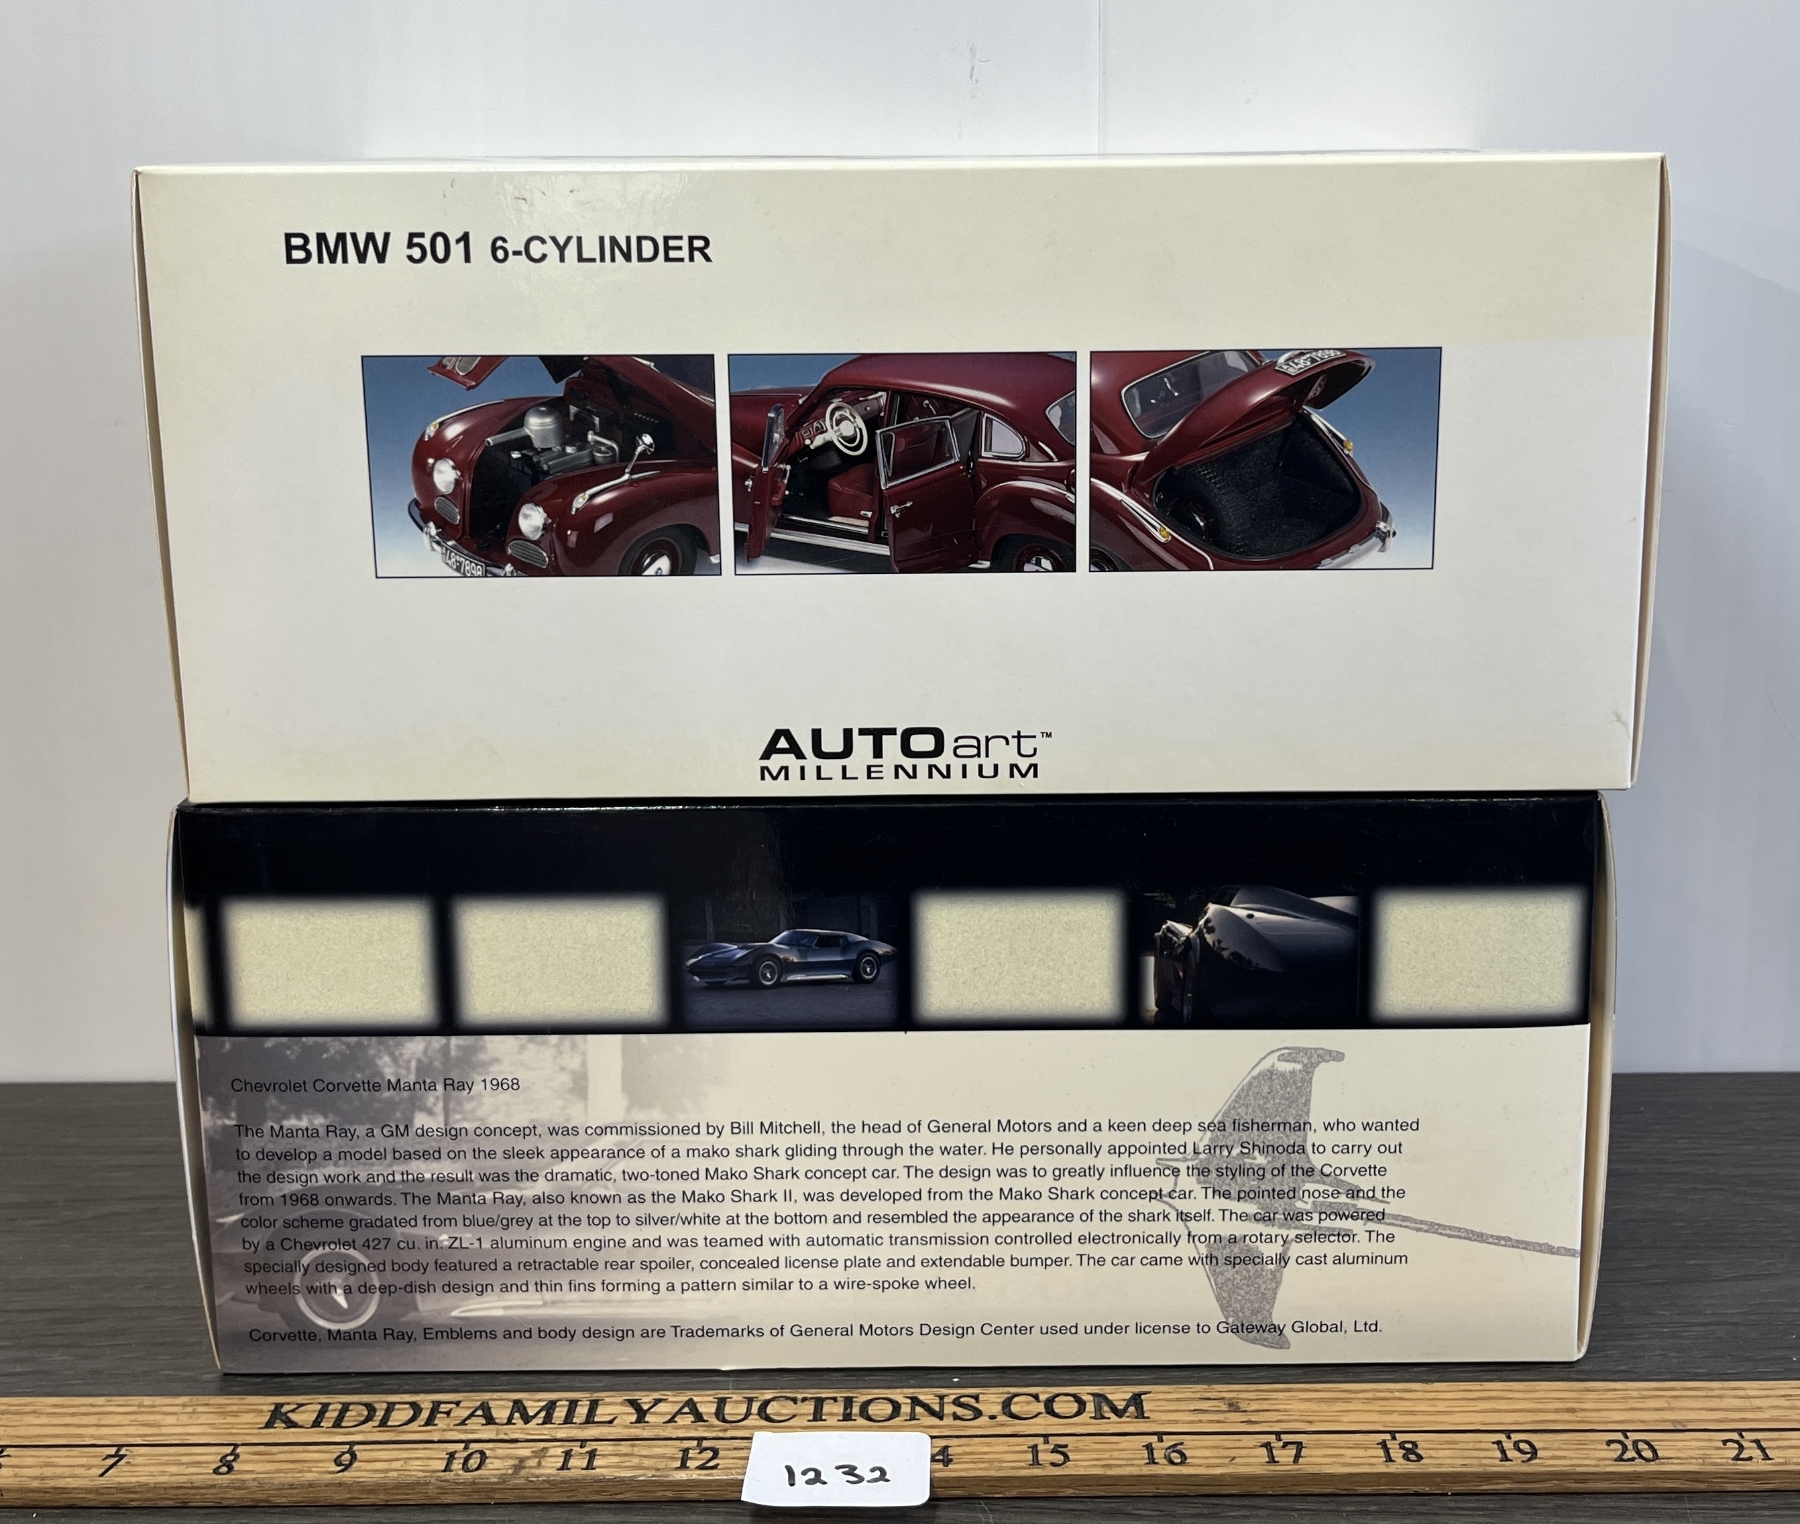 BMW 501 6-CYLINDER
48-7898
48-7898
AUTOart™
MILLENNIUM
Chevrolet Corvette Manta Ray 1968
The Manta Ray, a GM design concept, was commissioned by Bill Mitchell, the head of General Motors and a keen deep sea fisherman, who wanted
to develop a model based on the sleek appearance of a mako shark gliding through the water. He personally appointed Larry Shinoda to carry out
the design work and the result was the dramatic, two-toned Mako Shark concept car. The design was to greatly influence the styling of the Corvette
from 1968 onwards. The Manta Ray, also known as the Mako Shark II, was developed from the Mako Shark concept car. The pointed nose and the
color scheme gradated from blue/grey at the top to silver/white at the bottom and resembled the appearance of the shark itself. The car was powered
by a Chevrolet 427 cu. in. ZL-1 aluminum engine and was teamed with automatic transmission controlled electronically from a rotary selector. The
specially designed body featured a retractable rear spoiler, concealed license plate and extendable bumper. The car came with specially cast aluminum
wheels with a deep-dish design and thin fins forming a pattern similar to a wire-spoke wheel.
Corvette, Manta Ray, Emblems and body design are Trademarks of General Motors Design Center used under license to Gateway Global, Ltd.
KIDDFAMILYAUCTIONS.COM
7 8 9 10 11 12 4 15 16 17 18 19 20 21
1232